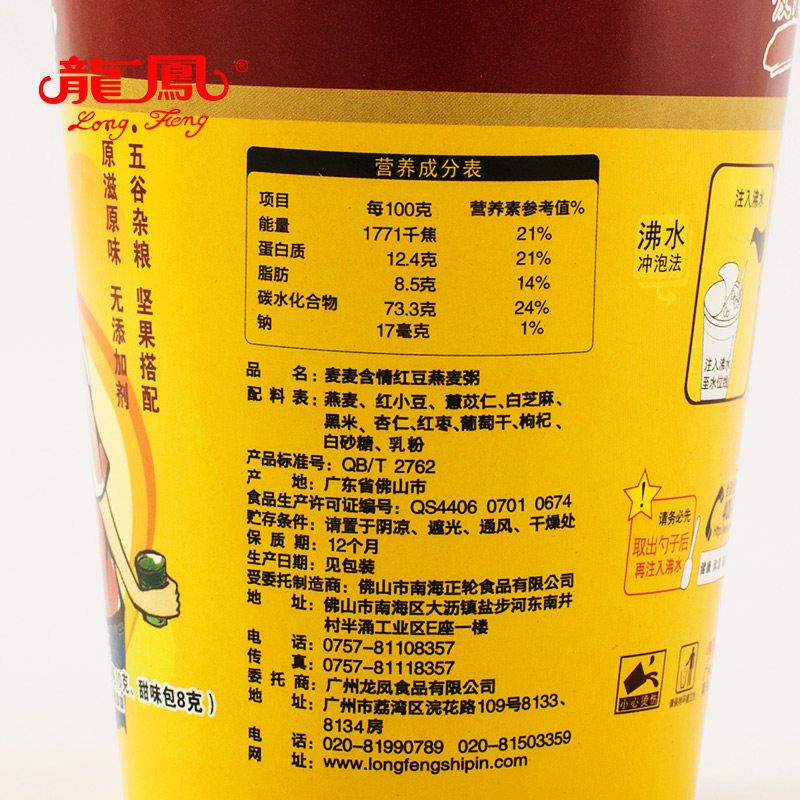 龍鳳®
Long Feng
五谷杂粮 坚果搭配
原滋原味 无添加剂
营养成分表
项目 每100克 营养素参考值%
能量 1771千焦 21%
蛋白质 12.4克 21%
脂肪 8.5克 14%
碳水化合物 73.3克 24%
钠 17毫克 1%
品 名：麦麦含情红豆燕麦粥
配 料 表：燕麦、红小豆、薏苡仁、白芝麻、
黑米、杏仁、红枣、葡萄干、枸杞、
白砂糖、乳粉
产品标准号：QB/T 2762
产 地：广东省佛山市
食品生产许可证编号：QS4406 0701 0674
贮存条件：请置于阴凉、遮光、通风、干燥处
保 质 期：12个月
生产日期：见包装
受委托制造商：佛山市南海正轮食品有限公司
地 址：佛山市南海区大沥镇盐步河东南井
村半涌工业区E座一楼
电 话：0757-81108357
传 真：0757-81118357
委 托 商：广州龙凤食品有限公司
地 址：广州市荔湾区浣花路109号8133、
8134房
电 话：020-81990789 020-81503359
网 址：www.longfengshipin.com
克、甜味包8克）
沸水
冲泡法
注入沸水
注入沸水
至水位线
请务必先
取出勺子后
再注入沸水
小心烫伤